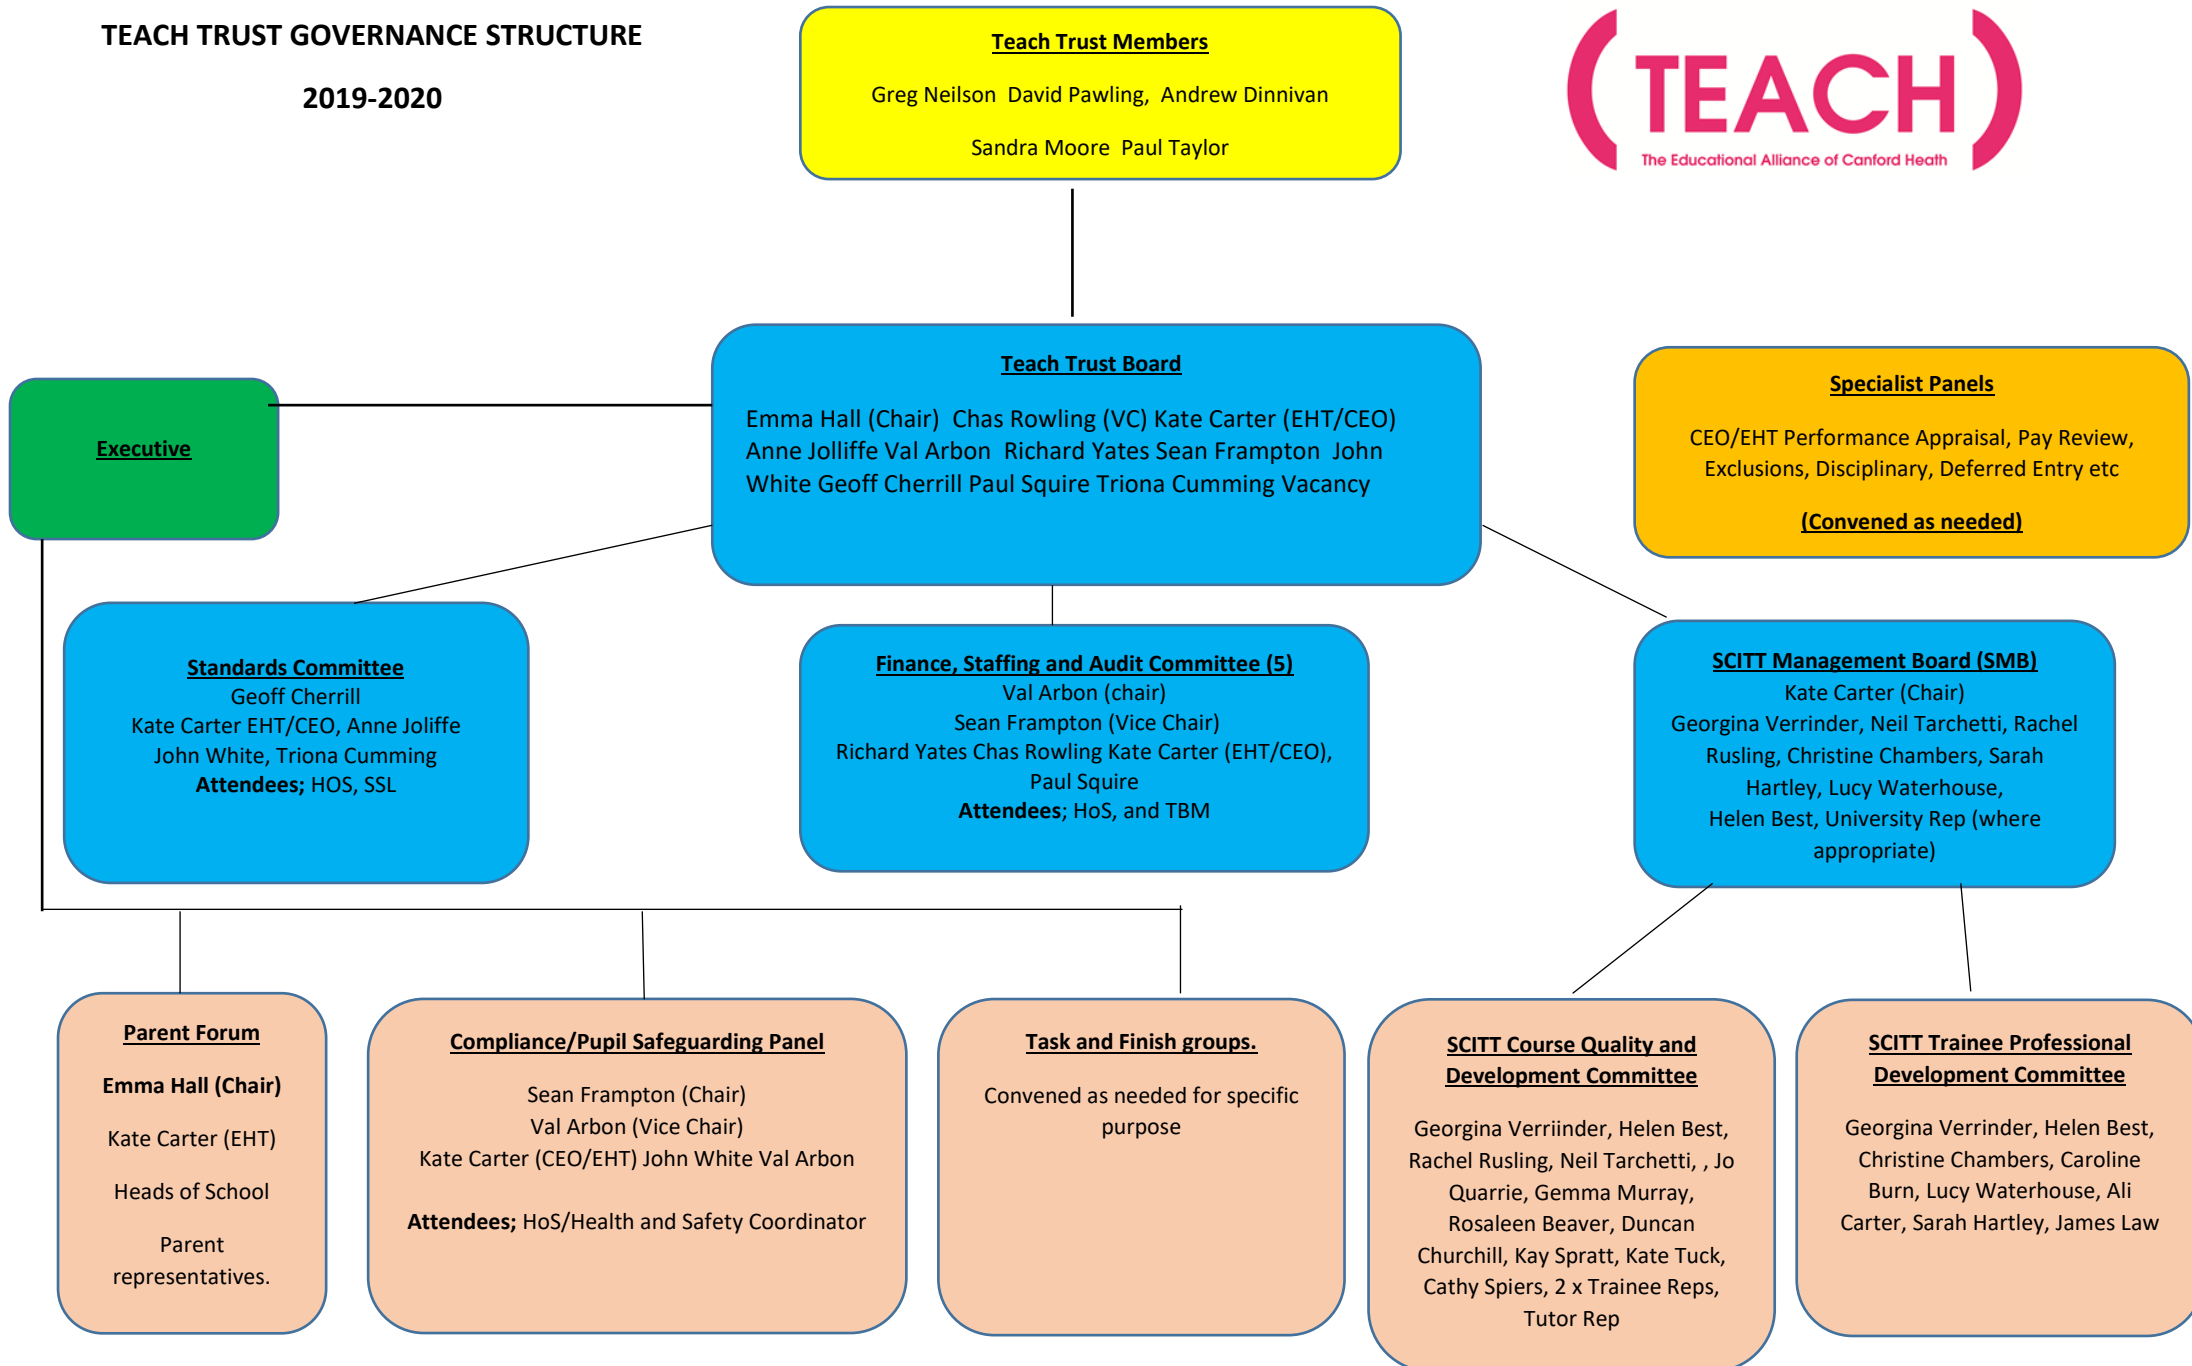 TEACH TRUST GOVERNANCE STRUCTURE
2019-2020
Teach Trust Members
Greg Neilson  David Pawling,  Andrew Dinnivan
Sandra Moore  Paul Taylor
(TEACH)
The Educational Alliance of Canford Heath
Teach Trust Board
Emma Hall (Chair)  Chas Rowling (VC) Kate Carter (EHT/CEO)
Anne Jolliffe Val Arbon  Richard Yates Sean Frampton  John
White Geoff Cherrill Paul Squire Triona Cumming Vacancy
Executive
Specialist Panels
CEO/EHT Performance Appraisal, Pay Review,
Exclusions, Disciplinary, Deferred Entry etc
(Convened as needed)
Standards Committee
Geoff Cherrill
Kate Carter EHT/CEO, Anne Joliffe
John White, Triona Cumming
Attendees; HOS, SSL
Finance, Staffing and Audit Committee (5)
Val Arbon (chair)
Sean Frampton (Vice Chair)
Richard Yates Chas Rowling Kate Carter (EHT/CEO),
Paul Squire
Attendees; HoS, and TBM
SCITT Management Board (SMB)
Kate Carter (Chair)
Georgina Verrinder, Neil Tarchetti, Rachel
Rusling, Christine Chambers, Sarah
Hartley, Lucy Waterhouse,
Helen Best, University Rep (where
appropriate)
Parent Forum
Emma Hall (Chair)
Kate Carter (EHT)
Heads of School
Parent
representatives.
Compliance/Pupil Safeguarding Panel
Sean Frampton (Chair)
Val Arbon (Vice Chair)
Kate Carter (CEO/EHT) John White Val Arbon
Attendees; HoS/Health and Safety Coordinator
Task and Finish groups.
Convened as needed for specific
purpose
SCITT Course Quality and
Development Committee
Georgina Verriinder, Helen Best,
Rachel Rusling, Neil Tarchetti, , Jo
Quarrie, Gemma Murray,
Rosaleen Beaver, Duncan
Churchill, Kay Spratt, Kate Tuck,
Cathy Spiers, 2 x Trainee Reps,
Tutor Rep
SCITT Trainee Professional
Development Committee
Georgina Verrinder, Helen Best,
Christine Chambers, Caroline
Burn, Lucy Waterhouse, Ali
Carter, Sarah Hartley, James Law